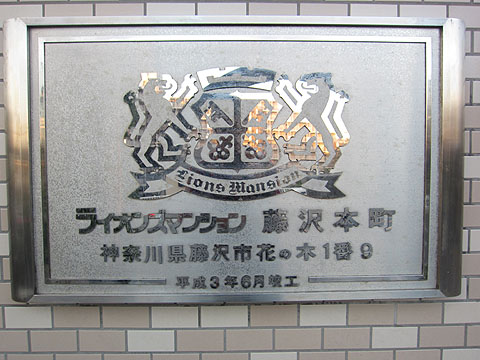 Lions Mansion
ライオンズマンション 藤沢本町
神奈川県藤沢市花の木1番9
平成3年6月竣工